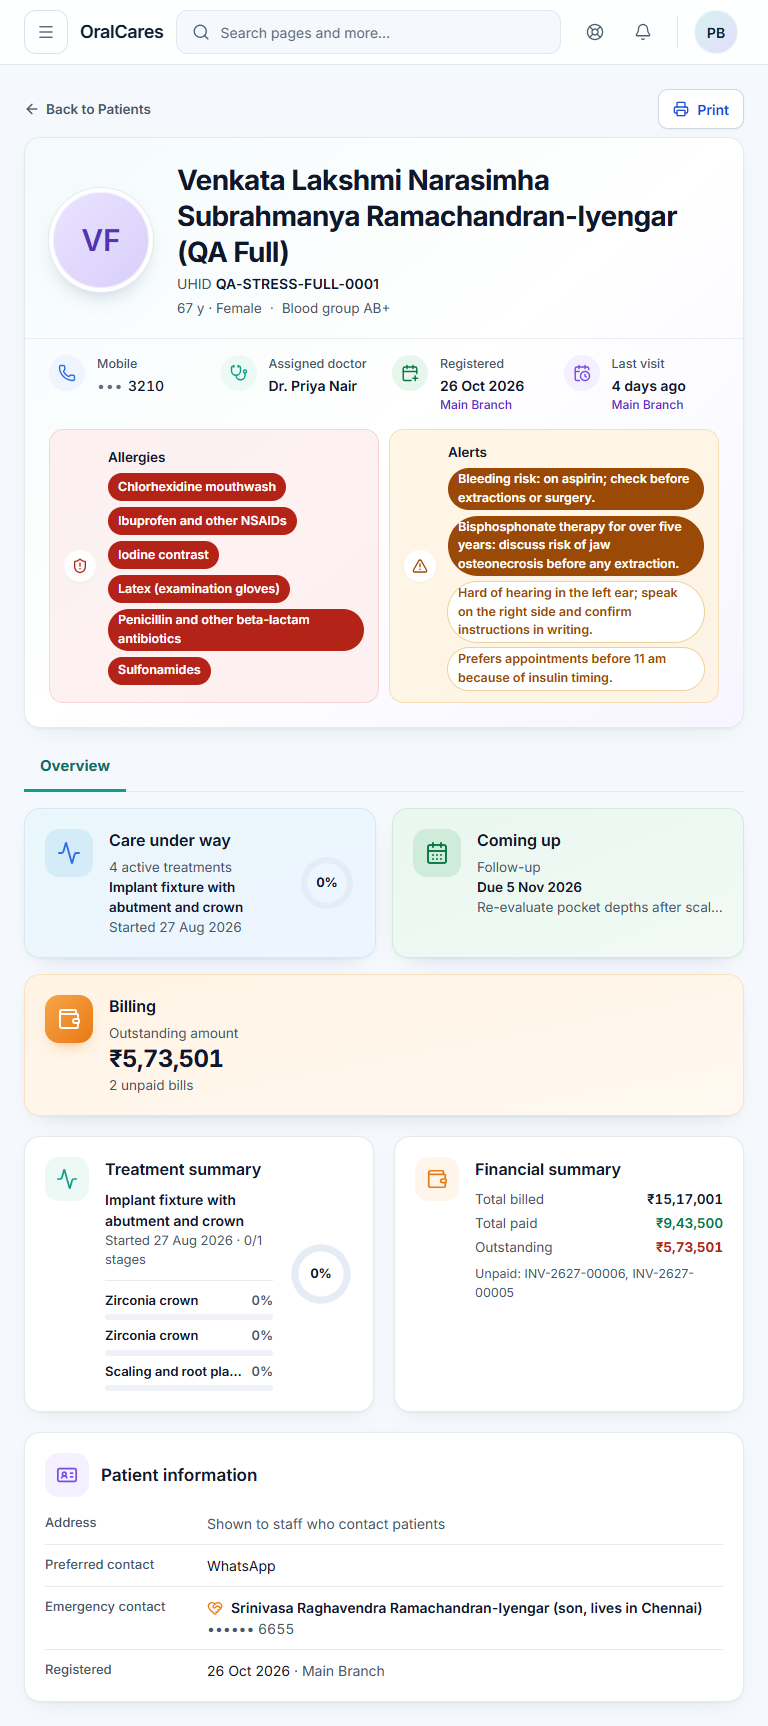 OralCares
Search pages and more...
PB
Back to Patients
Print
VF
Venkata Lakshmi Narasimha
Subrahmanya Ramachandran-Iyengar
(QA Full)
UHID QA-STRESS-FULL-0001
67 y · Female · Blood group AB+
Mobile
••• 3210
Assigned doctor
Dr. Priya Nair
Registered
26 Oct 2026
Main Branch
Last visit
4 days ago
Main Branch
Allergies
Chlorhexidine mouthwash
Ibuprofen and other NSAIDs
Iodine contrast
Latex (examination gloves)
Penicillin and other beta-lactam
antibiotics
Sulfonamides
Alerts
Bleeding risk: on aspirin; check before
extractions or surgery.
Bisphosphonate therapy for over five
years: discuss risk of jaw
osteonecrosis before any extraction.
Hard of hearing in the left ear; speak
on the right side and confirm
instructions in writing.
Prefers appointments before 11 am
because of insulin timing.
Overview
Care under way
4 active treatments
Implant fixture with
abutment and crown
Started 27 Aug 2026
0%
Coming up
Follow-up
Due 5 Nov 2026
Re-evaluate pocket depths after scal...
Billing
Outstanding amount
₹5,73,501
2 unpaid bills
Treatment summary
Implant fixture with
abutment and crown
Started 27 Aug 2026 · 0/1
stages
0%
Zirconia crown 0%
Zirconia crown 0%
Scaling and root pla... 0%
Financial summary
Total billed ₹15,17,001
Total paid ₹9,43,500
Outstanding ₹5,73,501
Unpaid: INV-2627-00006, INV-2627-
00005
Patient information
Address Shown to staff who contact patients
Preferred contact WhatsApp
Emergency contact Srinivasa Raghavendra Ramachandran-Iyengar (son, lives in Chennai)
•••••• 6655
Registered 26 Oct 2026 · Main Branch